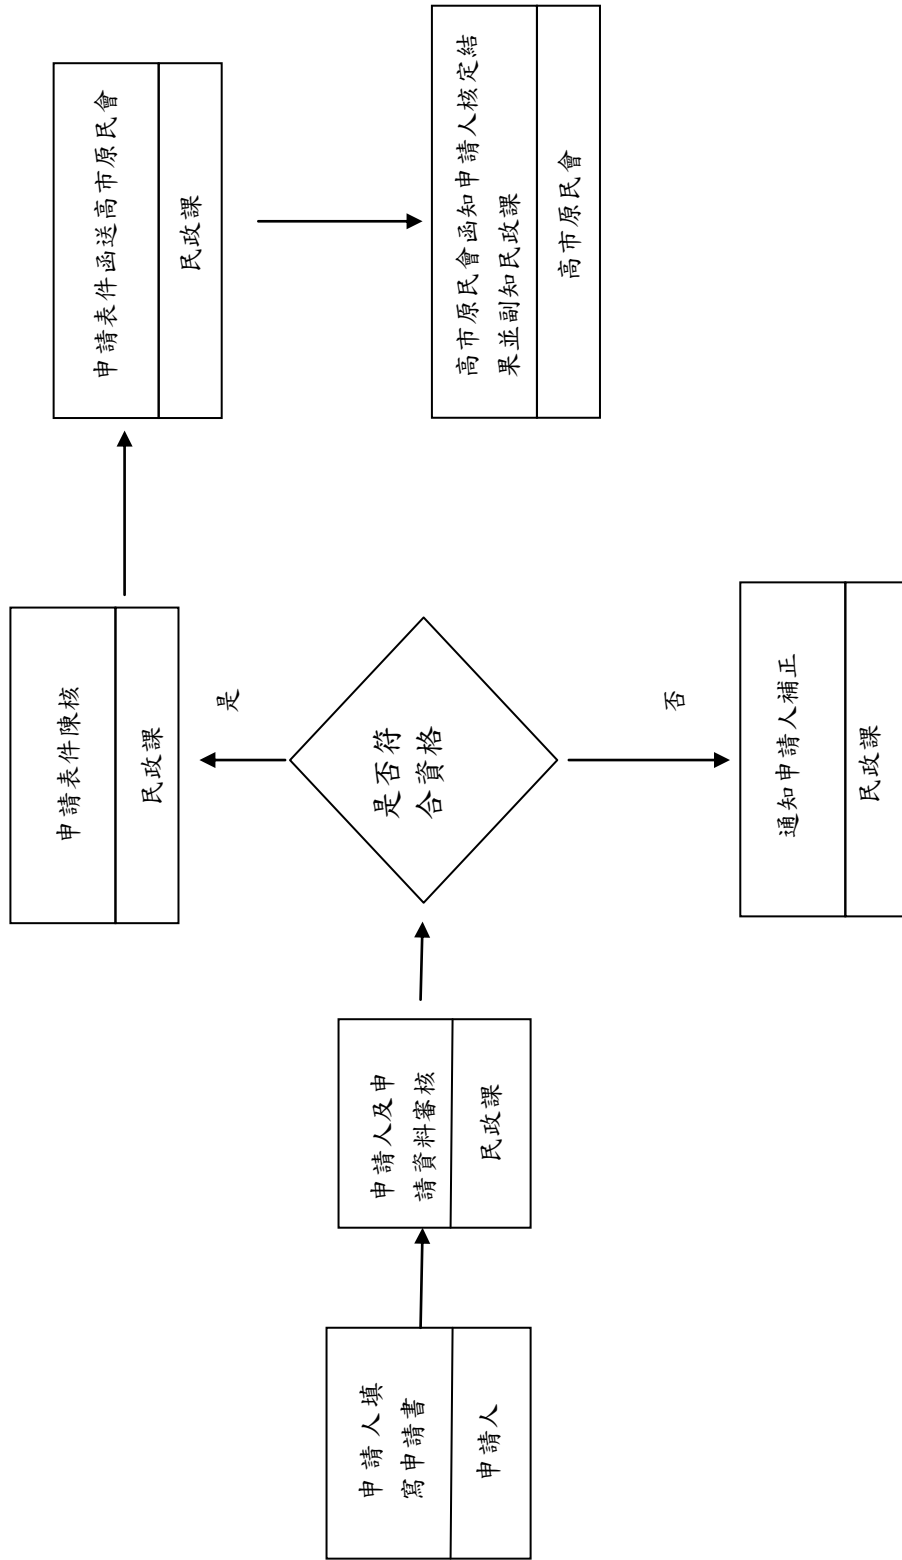 申請人填
寫申請書
申請人
申請人及申
請資料審核
民政課
是否符
合資格
是
申請表件陳核
民政課
否
通知申請人補正
民政課
申請表件函送高市原民會
民政課
高市原民會函知申請人核定結
果並副知民政課
高市原民會